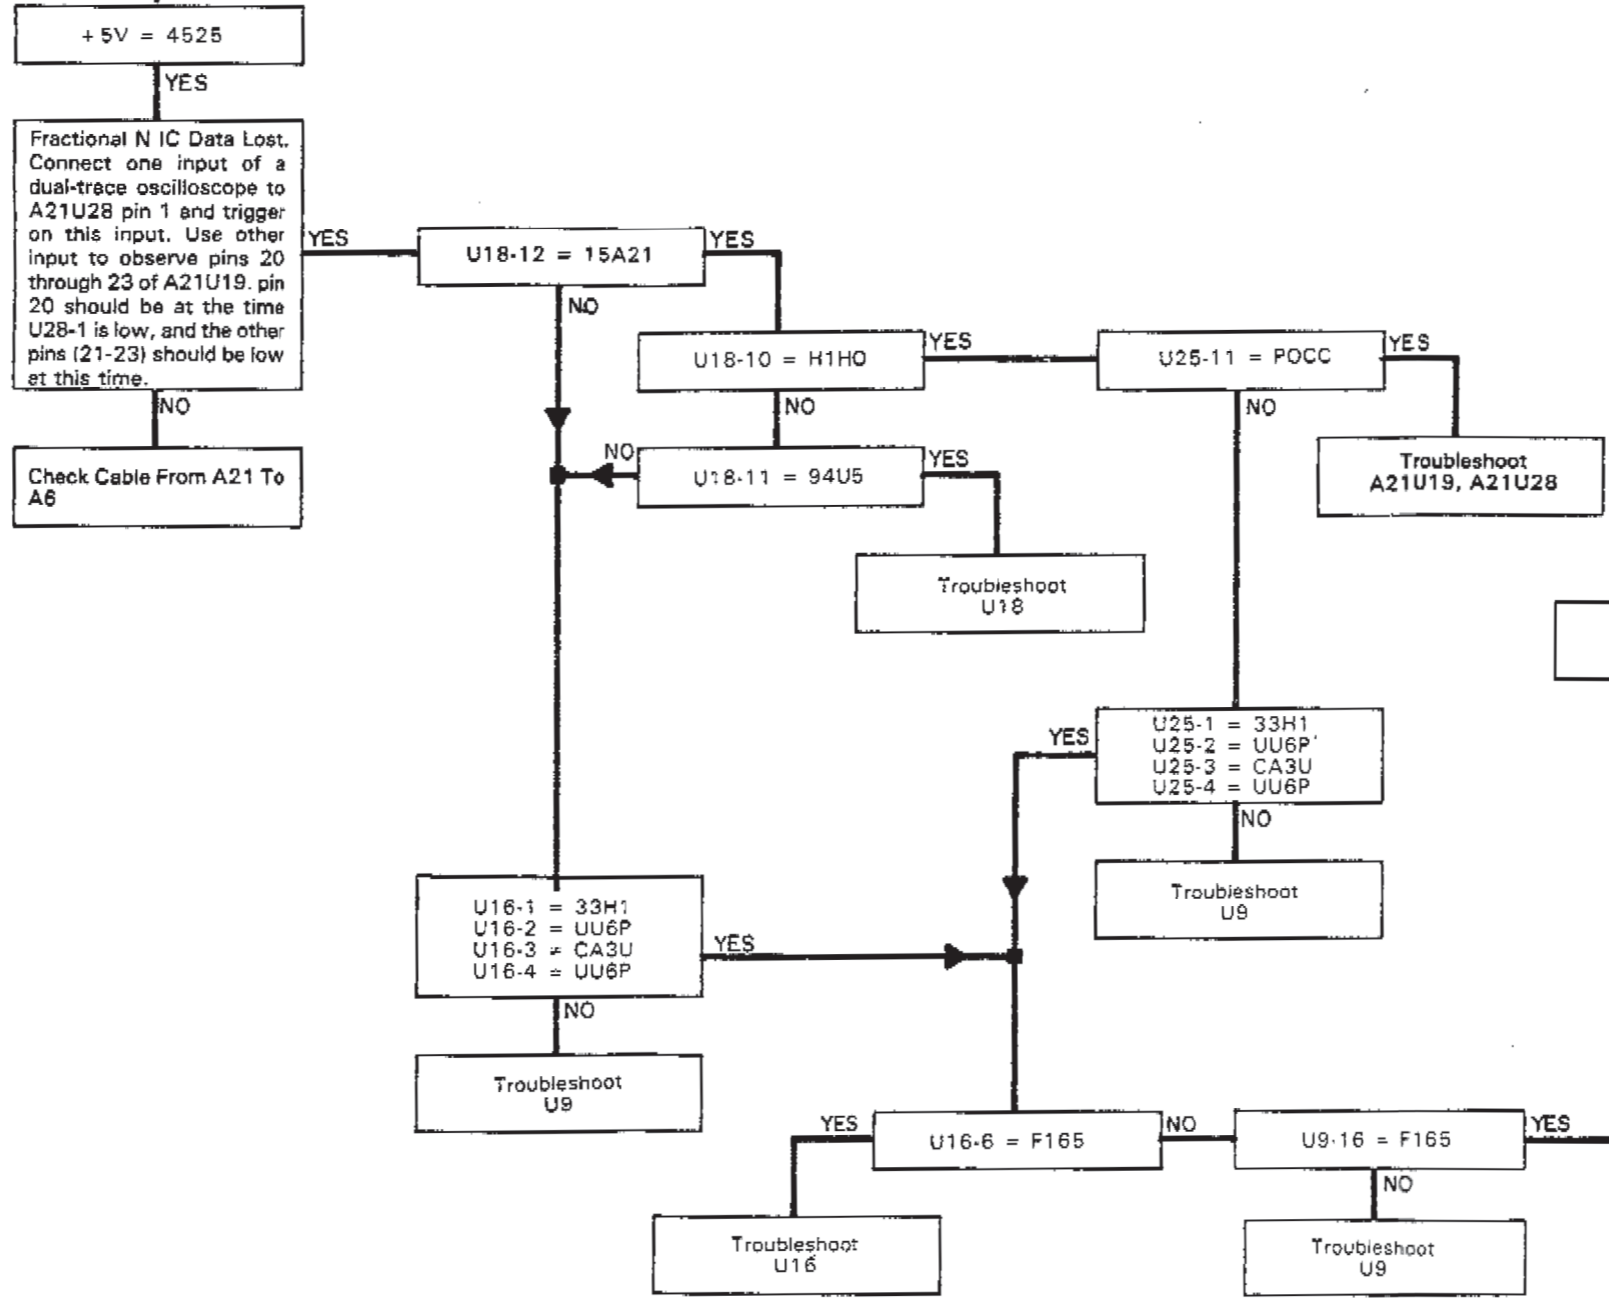 +5V = 4525
YES
Fractional N IC Data Lost.
Connect one input of a
dual-trace oscilloscope to
A21U28 pin 1 and trigger
on this input. Use other
input to observe pins 20
through 23 of A21U19. pin
20 should be at the time
U28-1 is low, and the other
pins (21-23) should be low
at this time.
YES
NO
Check Cable From A21 To
A6
U18-12 = 15A21
YES
NO
U18-10 = H1H0
YES
NO
U25-11 = P0CC
YES
NO
Troubleshoot
A21U19, A21U28
NO
U18-11 = 94U5
YES
Troubleshoot
U18
YES
U25-1 = 33H1
U25-2 = UU6P
U25-3 = CA3U
U25-4 = UU6P
NO
Troubleshoot
U9
U16-1 = 33H1
U16-2 = UU6P
U16-3 = CA3U
U16-4 = UU6P
YES
NO
Troubleshoot
U9
YES
U16-6 = F165
NO
U9-16 = F165
YES
NO
Troubleshoot
U16
Troubleshoot
U9